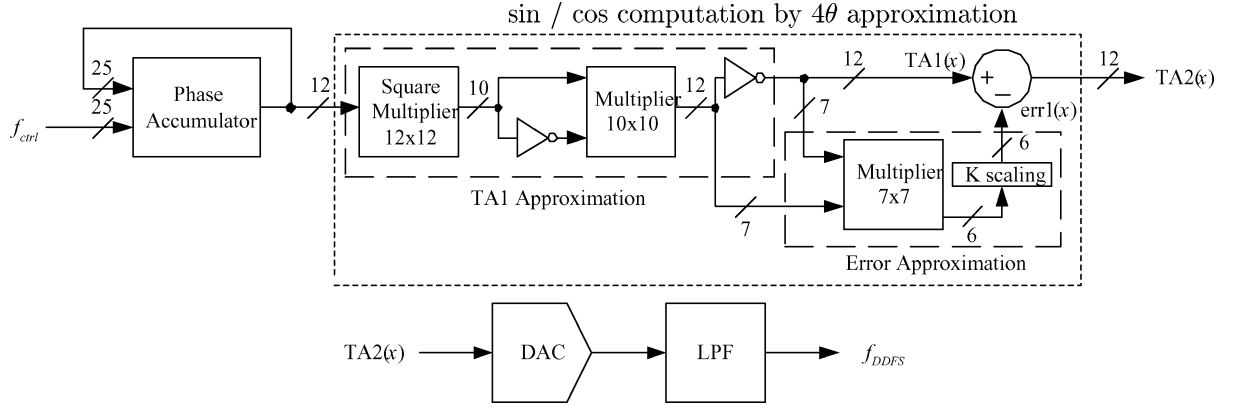 sin / cos computation by 4θ approximation
25
25
f_ctrl
Phase
Accumulator
12
Square
Multiplier
12x12
10
Multiplier
10x10
12
TA1 Approximation
12
7
7
TA1(x)
+
−
12
TA2(x)
err1(x)
6
K scaling
Multiplier
7x7
6
Error Approximation
TA2(x)
DAC
LPF
f_DDFS